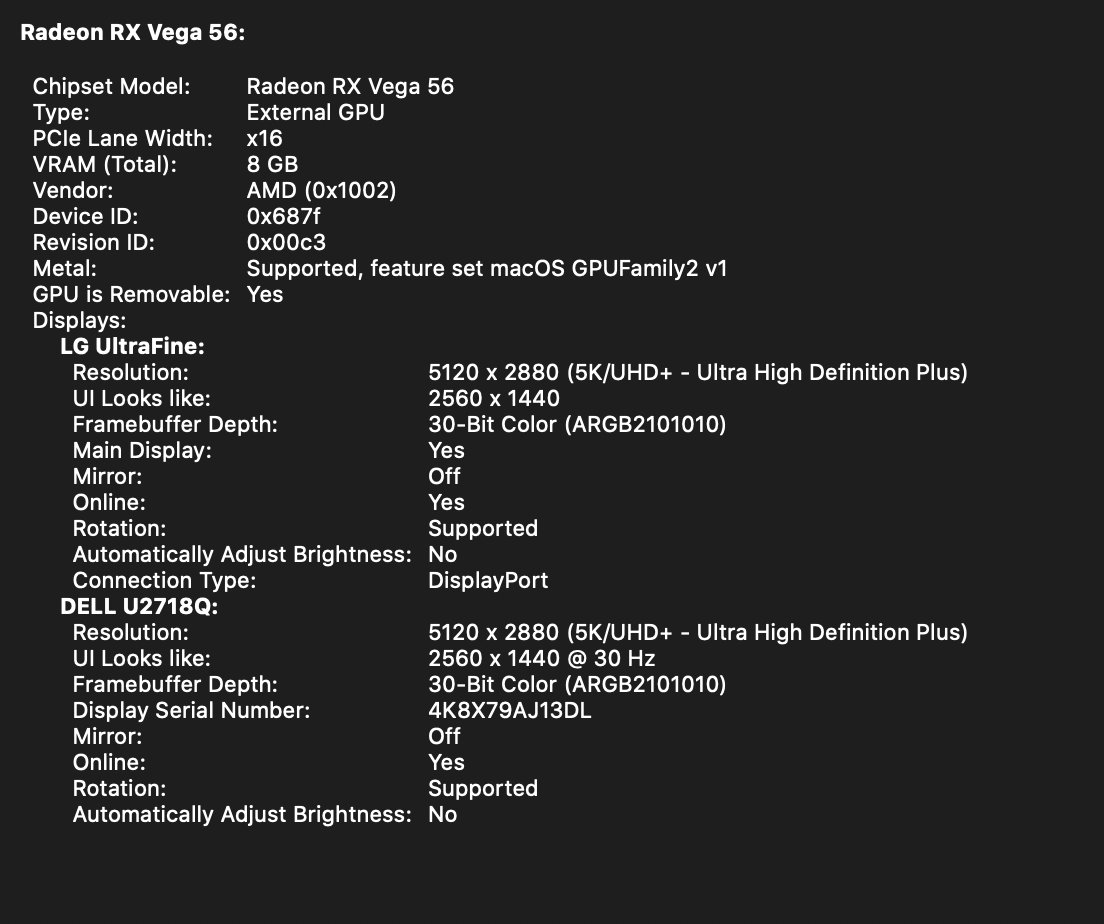 Radeon RX Vega 56:
Chipset Model: Radeon RX Vega 56
Type: External GPU
PCIe Lane Width: x16
VRAM (Total): 8 GB
Vendor: AMD (0x1002)
Device ID: 0x687f
Revision ID: 0x00c3
Metal: Supported, feature set macOS GPUFamily2 v1
GPU is Removable: Yes
Displays:
LG UltraFine:
Resolution: 5120 x 2880 (5K/UHD+ - Ultra High Definition Plus)
UI Looks like: 2560 x 1440
Framebuffer Depth: 30-Bit Color (ARGB2101010)
Main Display: Yes
Mirror: Off
Online: Yes
Rotation: Supported
Automatically Adjust Brightness: No
Connection Type: DisplayPort
DELL U2718Q:
Resolution: 5120 x 2880 (5K/UHD+ - Ultra High Definition Plus)
UI Looks like: 2560 x 1440 @ 30 Hz
Framebuffer Depth: 30-Bit Color (ARGB2101010)
Display Serial Number: 4K8X79AJ13DL
Mirror: Off
Online: Yes
Rotation: Supported
Automatically Adjust Brightness: No